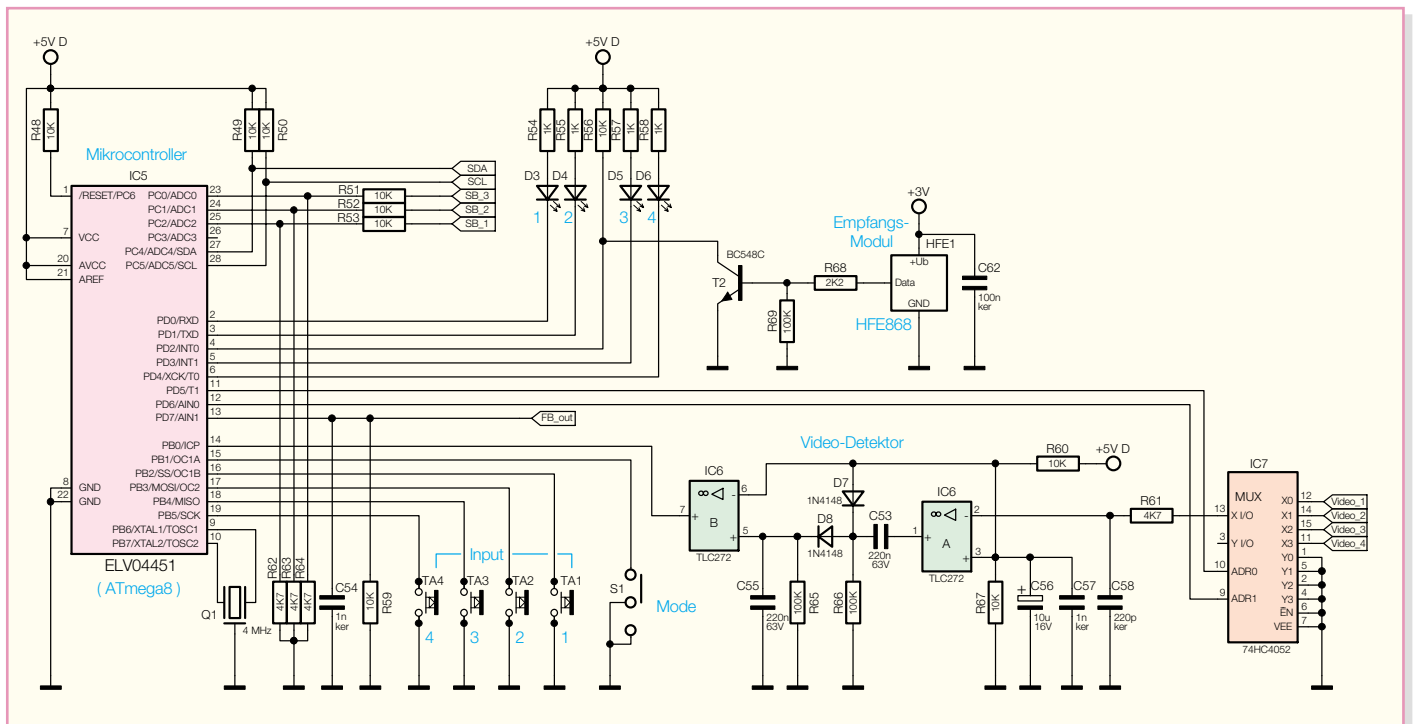 +5V D
+5V D
R48
10K
R49
10K
10K
R50
R54
1K
R55
1K
R56
10K
R57
1K
R58
1K
Mikrocontroller
IC5
SDA
SCL
SB_3
SB_2
SB_1
R51
10K
R52
10K
R53
10K
D3
D4
D5
D6
1
2
3
4
+3V
Empfangs-
Modul
HFE1
+Ub
Data
GND
HFE868
C62
100n
ker
BC548C
T2
R68
2K2
R69
100K
1
/RESET/PC6
7
VCC
20
AVCC
21
AREF
8
GND
22
GND
9
PB6/XTAL1/TOSC1
10
PB7/XTAL2/TOSC2
PC0/ADC0
23
PC1/ADC1
24
PC2/ADC2
25
PC3/ADC3
26
PC4/ADC4/SDA
27
PC5/ADC5/SCL
28
PD0/RXD
2
PD1/TXD
3
PD2/INT0
4
PD3/INT1
5
PD4/XCK/T0
6
PD5/T1
11
PD6/AIN0
12
PD7/AIN1
13
PB0/ICP
14
PB1/OC1A
15
PB2/SS/OC1B
16
PB3/MOSI/OC2
17
PB4/MISO
18
PB5/SCK
19
ELV04451
( ATmega8 )
FB_out
Q1
4 MHz
R62
4K7
R63
4K7
R64
4K7
C54
1n
ker
10K
R59
Input
TA4
TA3
TA2
TA1
4
3
2
1
S1
Mode
Video-Detektor
IC6
∞
-
6
7
B
+
5
TLC272
D7
1N4148
D8
1N4148
C53
220n
63V
C55
220n
63V
100K
R65
R66
100K
IC6
∞
-
2
1
A
+
3
TLC272
R60
10K
+5V D
R61
4K7
R67
10K
+
C56
10u
16V
C57
1n
ker
C58
220p
ker
IC7
MUX
13
X I/O
3
Y I/O
10
ADR0
9
ADR1
X0
12
Video_1
X1
14
Video_2
X2
15
Video_3
X3
11
Video_4
Y0
1
Y1
5
Y2
2
Y3
4
E̅N
6
VEE
7
74HC4052